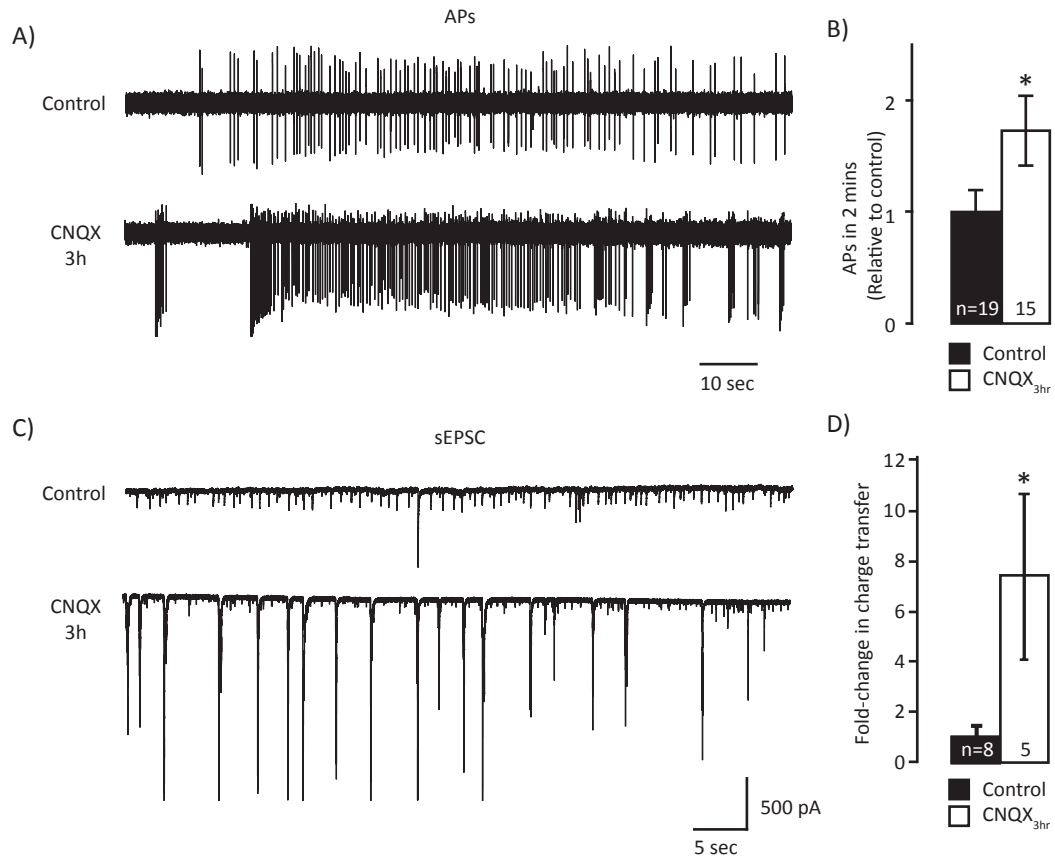 APs
A)
Control
CNQX
3h
10 sec
B)
APs in 2 mins
(Relative to control)
2
1
0
*
n=19
15
Control
CNQX3hr
C)
sEPSC
Control
CNQX
3h
500 pA
5 sec
D)
Fold-change in charge transfer
12
10
8
6
4
2
0
*
n=8
5
Control
CNQX3hr